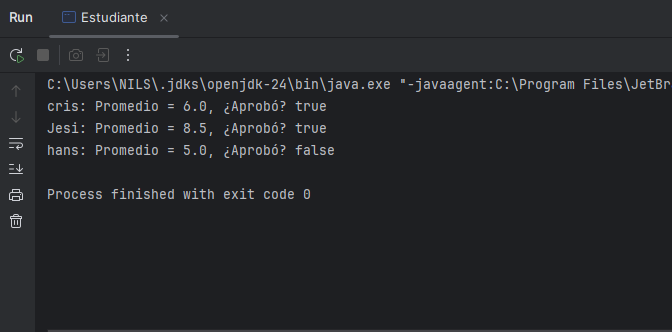 Run Estudiante
C:\Users\NILS\.jdks\openjdk-24\bin\java.exe "-javaagent:C:\Program Files\JetBr
cris: Promedio = 6.0, ¿Aprobó? true
Jesi: Promedio = 8.5, ¿Aprobó? true
hans: Promedio = 5.0, ¿Aprobó? false
Process finished with exit code 0